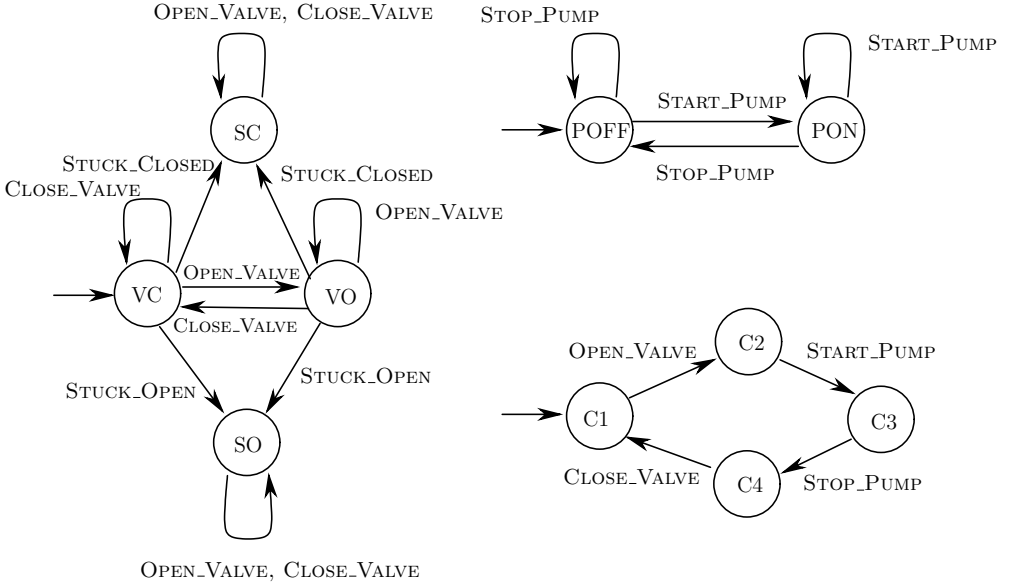 Open_Valve, Close_Valve
SC
Stuck_Closed
Stuck_Closed
Close_Valve
Open_Valve
VC
Open_Valve
VO
Close_Valve
Stuck_Open
Stuck_Open
SO
Open_Valve, Close_Valve
Stop_Pump
Start_Pump
POFF
Start_Pump
PON
Stop_Pump
C2
Open_Valve
Start_Pump
C1
C3
Close_Valve
C4
Stop_Pump